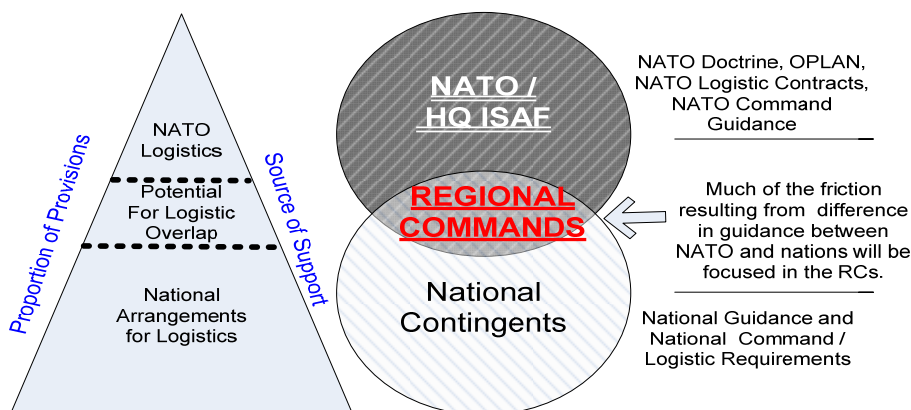 Proportion of Provisions
NATO
Logistics
Potential
For Logistic
Overlap
National
Arrangements
for Logistics
Source of Support
NATO /
HQ ISAF
REGIONAL
COMMANDS
National
Contingents
NATO Doctrine, OPLAN,
NATO Logistic Contracts,
NATO Command
Guidance
Much of the friction
resulting from difference
in guidance between
NATO and nations will be
focused in the RCs.
National Guidance and
National Command /
Logistic Requirements